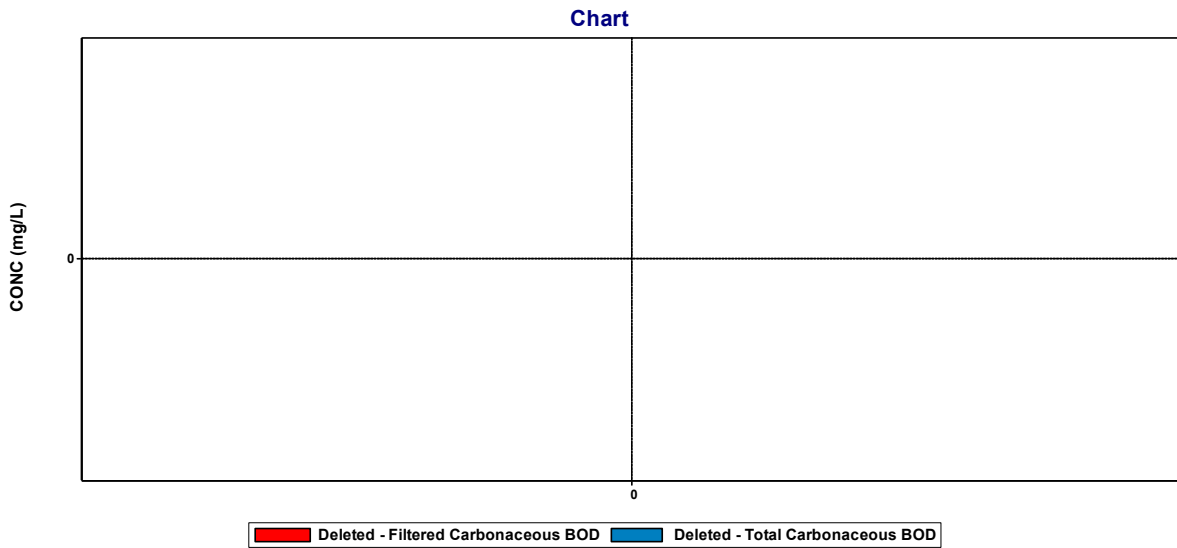 Chart
CONC (mg/L)
0
0
Deleted - Filtered Carbonaceous BOD Deleted - Total Carbonaceous BOD